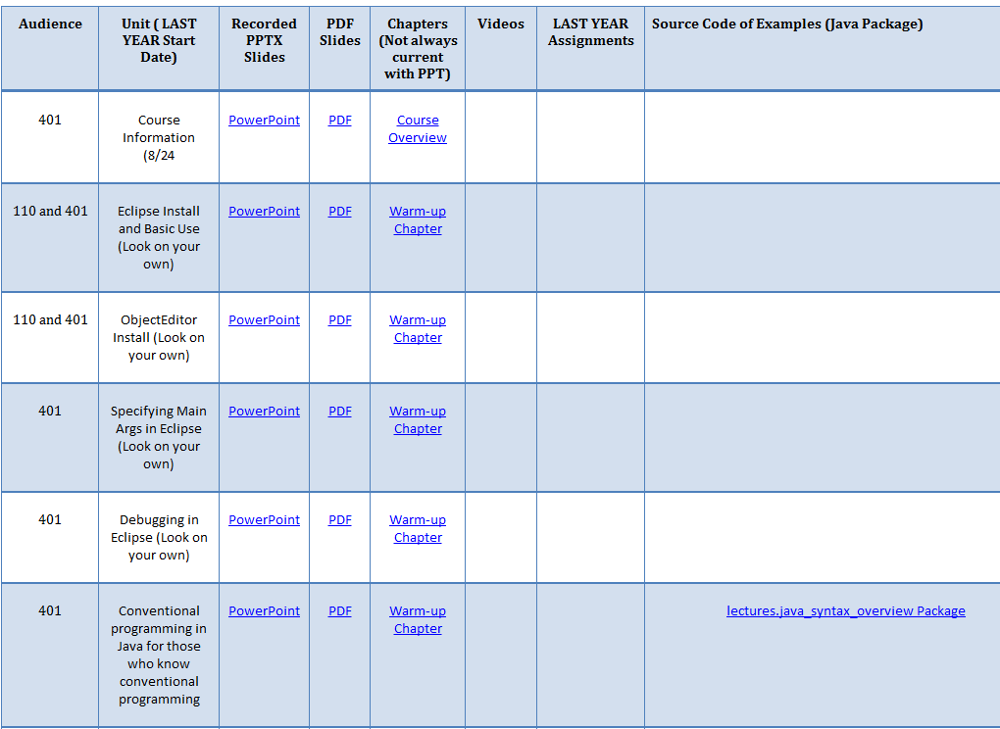 Audience
Unit ( LAST
YEAR Start
Date)
Recorded
PPTX
Slides
PDF
Slides
Chapters
(Not always
current
with PPT)
Videos
LAST YEAR
Assignments
Source Code of Examples (Java Package)
401
Course
Information
(8/24
PowerPoint
PDF
Course
Overview
110 and 401
Eclipse Install
and Basic Use
(Look on your
own)
PowerPoint
PDF
Warm-up
Chapter
110 and 401
ObjectEditor
Install (Look on
your own)
PowerPoint
PDF
Warm-up
Chapter
401
Specifying Main
Args in Eclipse
(Look on your
own)
PowerPoint
PDF
Warm-up
Chapter
401
Debugging in
Eclipse (Look on
your own)
PowerPoint
PDF
Warm-up
Chapter
401
Conventional
programming in
Java for those
who know
conventional
programming
PowerPoint
PDF
Warm-up
Chapter
lectures.java_syntax_overview Package